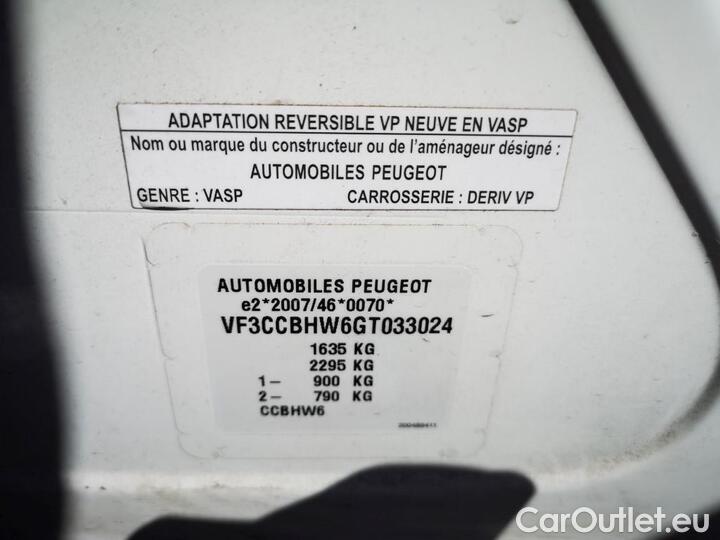 ADAPTATION REVERSIBLE VP NEUVE EN VASP
Nom ou marque du constructeur ou de l'aménageur désigné :
AUTOMOBILES PEUGEOT
GENRE : VASP CARROSSERIE : DERIV VP
AUTOMOBILES PEUGEOT
e2*2007/46*0070*
VF3CCBHW6GT033024
1635 KG
2295 KG
1– 900 KG
2– 790 KG
CCBHW6
CarOutlet.eu